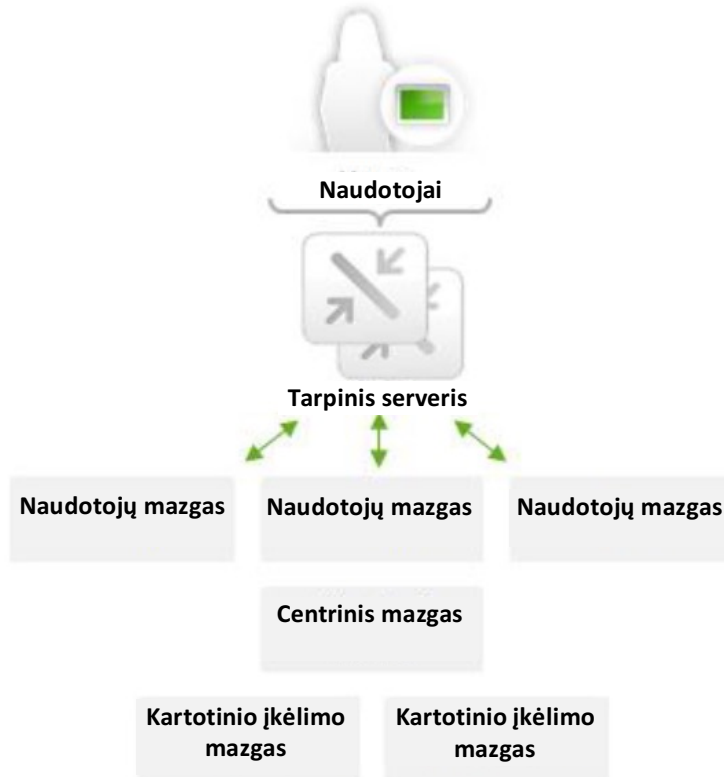 Naudotojai
Tarpinis serveris
Naudotojų mazgas
Naudotojų mazgas
Naudotojų mazgas
Centrinis mazgas
Kartotinio įkėlimo
mazgas
Kartotinio įkėlimo
mazgas